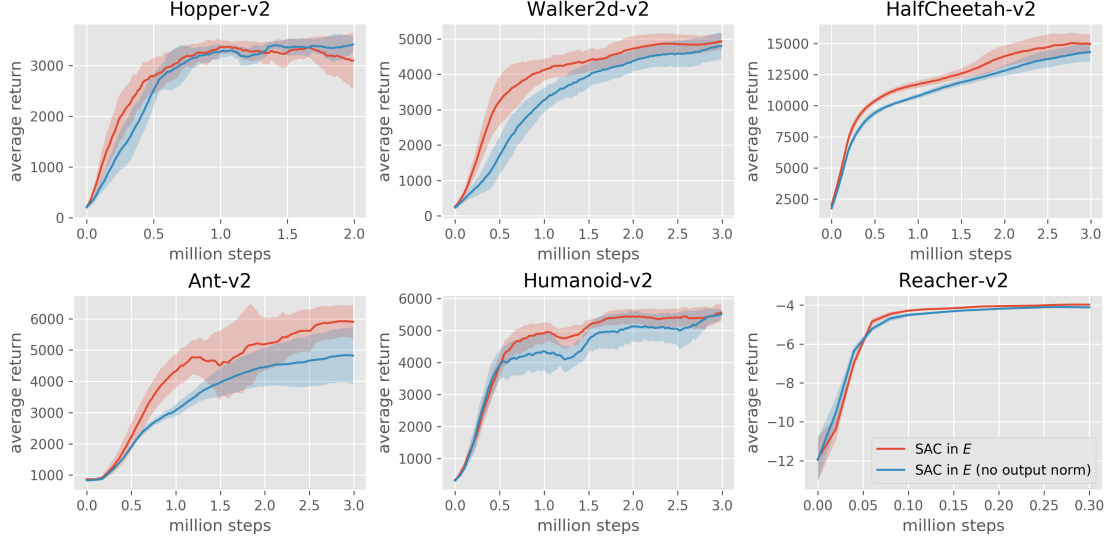 Hopper-v2
average return
3000
2000
1000
0
0.0 0.5 1.0 1.5 2.0
million steps
Walker2d-v2
average return
5000
4000
3000
2000
1000
0
0.0 0.5 1.0 1.5 2.0 2.5 3.0
million steps
HalfCheetah-v2
average return
15000
12500
10000
7500
5000
2500
0.0 0.5 1.0 1.5 2.0 2.5 3.0
million steps
Ant-v2
average return
6000
5000
4000
3000
2000
1000
0.0 0.5 1.0 1.5 2.0 2.5 3.0
million steps
Humanoid-v2
average return
6000
5000
4000
3000
2000
1000
0.0 0.5 1.0 1.5 2.0 2.5 3.0
million steps
Reacher-v2
average return
−4
−6
−8
−10
−12
SAC in E
SAC in E (no output norm)
0.00 0.05 0.10 0.15 0.20 0.25 0.30
million steps